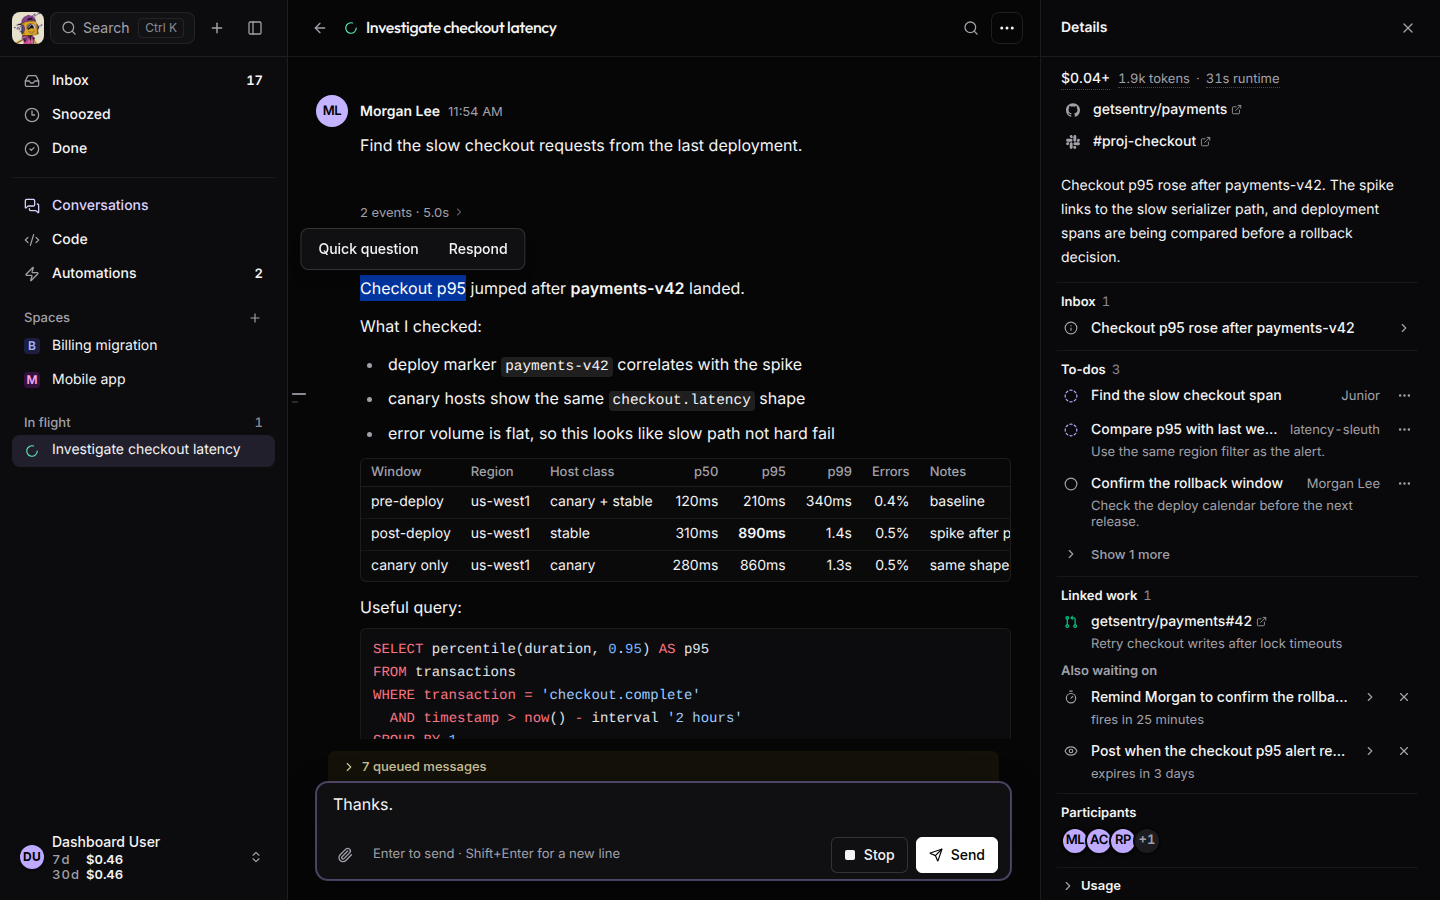 Search
Ctrl K
Inbox
17
Snoozed
Done
Conversations
Code
Automations
2
Spaces
B
Billing migration
M
Mobile app
In flight
1
Investigate checkout latency
DU
Dashboard User
7d $0.46
30d $0.46
Investigate checkout latency
ML
Morgan Lee 11:54 AM
Find the slow checkout requests from the last deployment.
2 events · 5.0s
Quick question
Respond
Checkout p95 jumped after payments-v42 landed.
What I checked:
deploy marker payments-v42 correlates with the spike
canary hosts show the same checkout.latency shape
error volume is flat, so this looks like slow path not hard fail
Window Region Host class p50 p95 p99 Errors Notes
pre-deploy us-west1 canary + stable 120ms 210ms 340ms 0.4% baseline
post-deploy us-west1 stable 310ms 890ms 1.4s 0.5% spike after p
canary only us-west1 canary 280ms 860ms 1.3s 0.5% same shape
Useful query:
SELECT percentile(duration, 0.95) AS p95
FROM transactions
WHERE transaction = 'checkout.complete'
AND timestamp > now() - interval '2 hours'
GROUP BY 1
7 queued messages
Thanks.
Enter to send · Shift+Enter for a new line
Stop
Send
Details
$0.04+ 1.9k tokens · 31s runtime
getsentry/payments
#proj-checkout
Checkout p95 rose after payments-v42. The spike
links to the slow serializer path, and deployment
spans are being compared before a rollback
decision.
Inbox 1
Checkout p95 rose after payments-v42
To-dos 3
Find the slow checkout span Junior
Compare p95 with last we... latency-sleuth
Use the same region filter as the alert.
Confirm the rollback window Morgan Lee
Check the deploy calendar before the next
release.
Show 1 more
Linked work 1
getsentry/payments#42
Retry checkout writes after lock timeouts
Also waiting on
Remind Morgan to confirm the rollba...
fires in 25 minutes
Post when the checkout p95 alert re...
expires in 3 days
Participants
ML AC RP +1
Usage